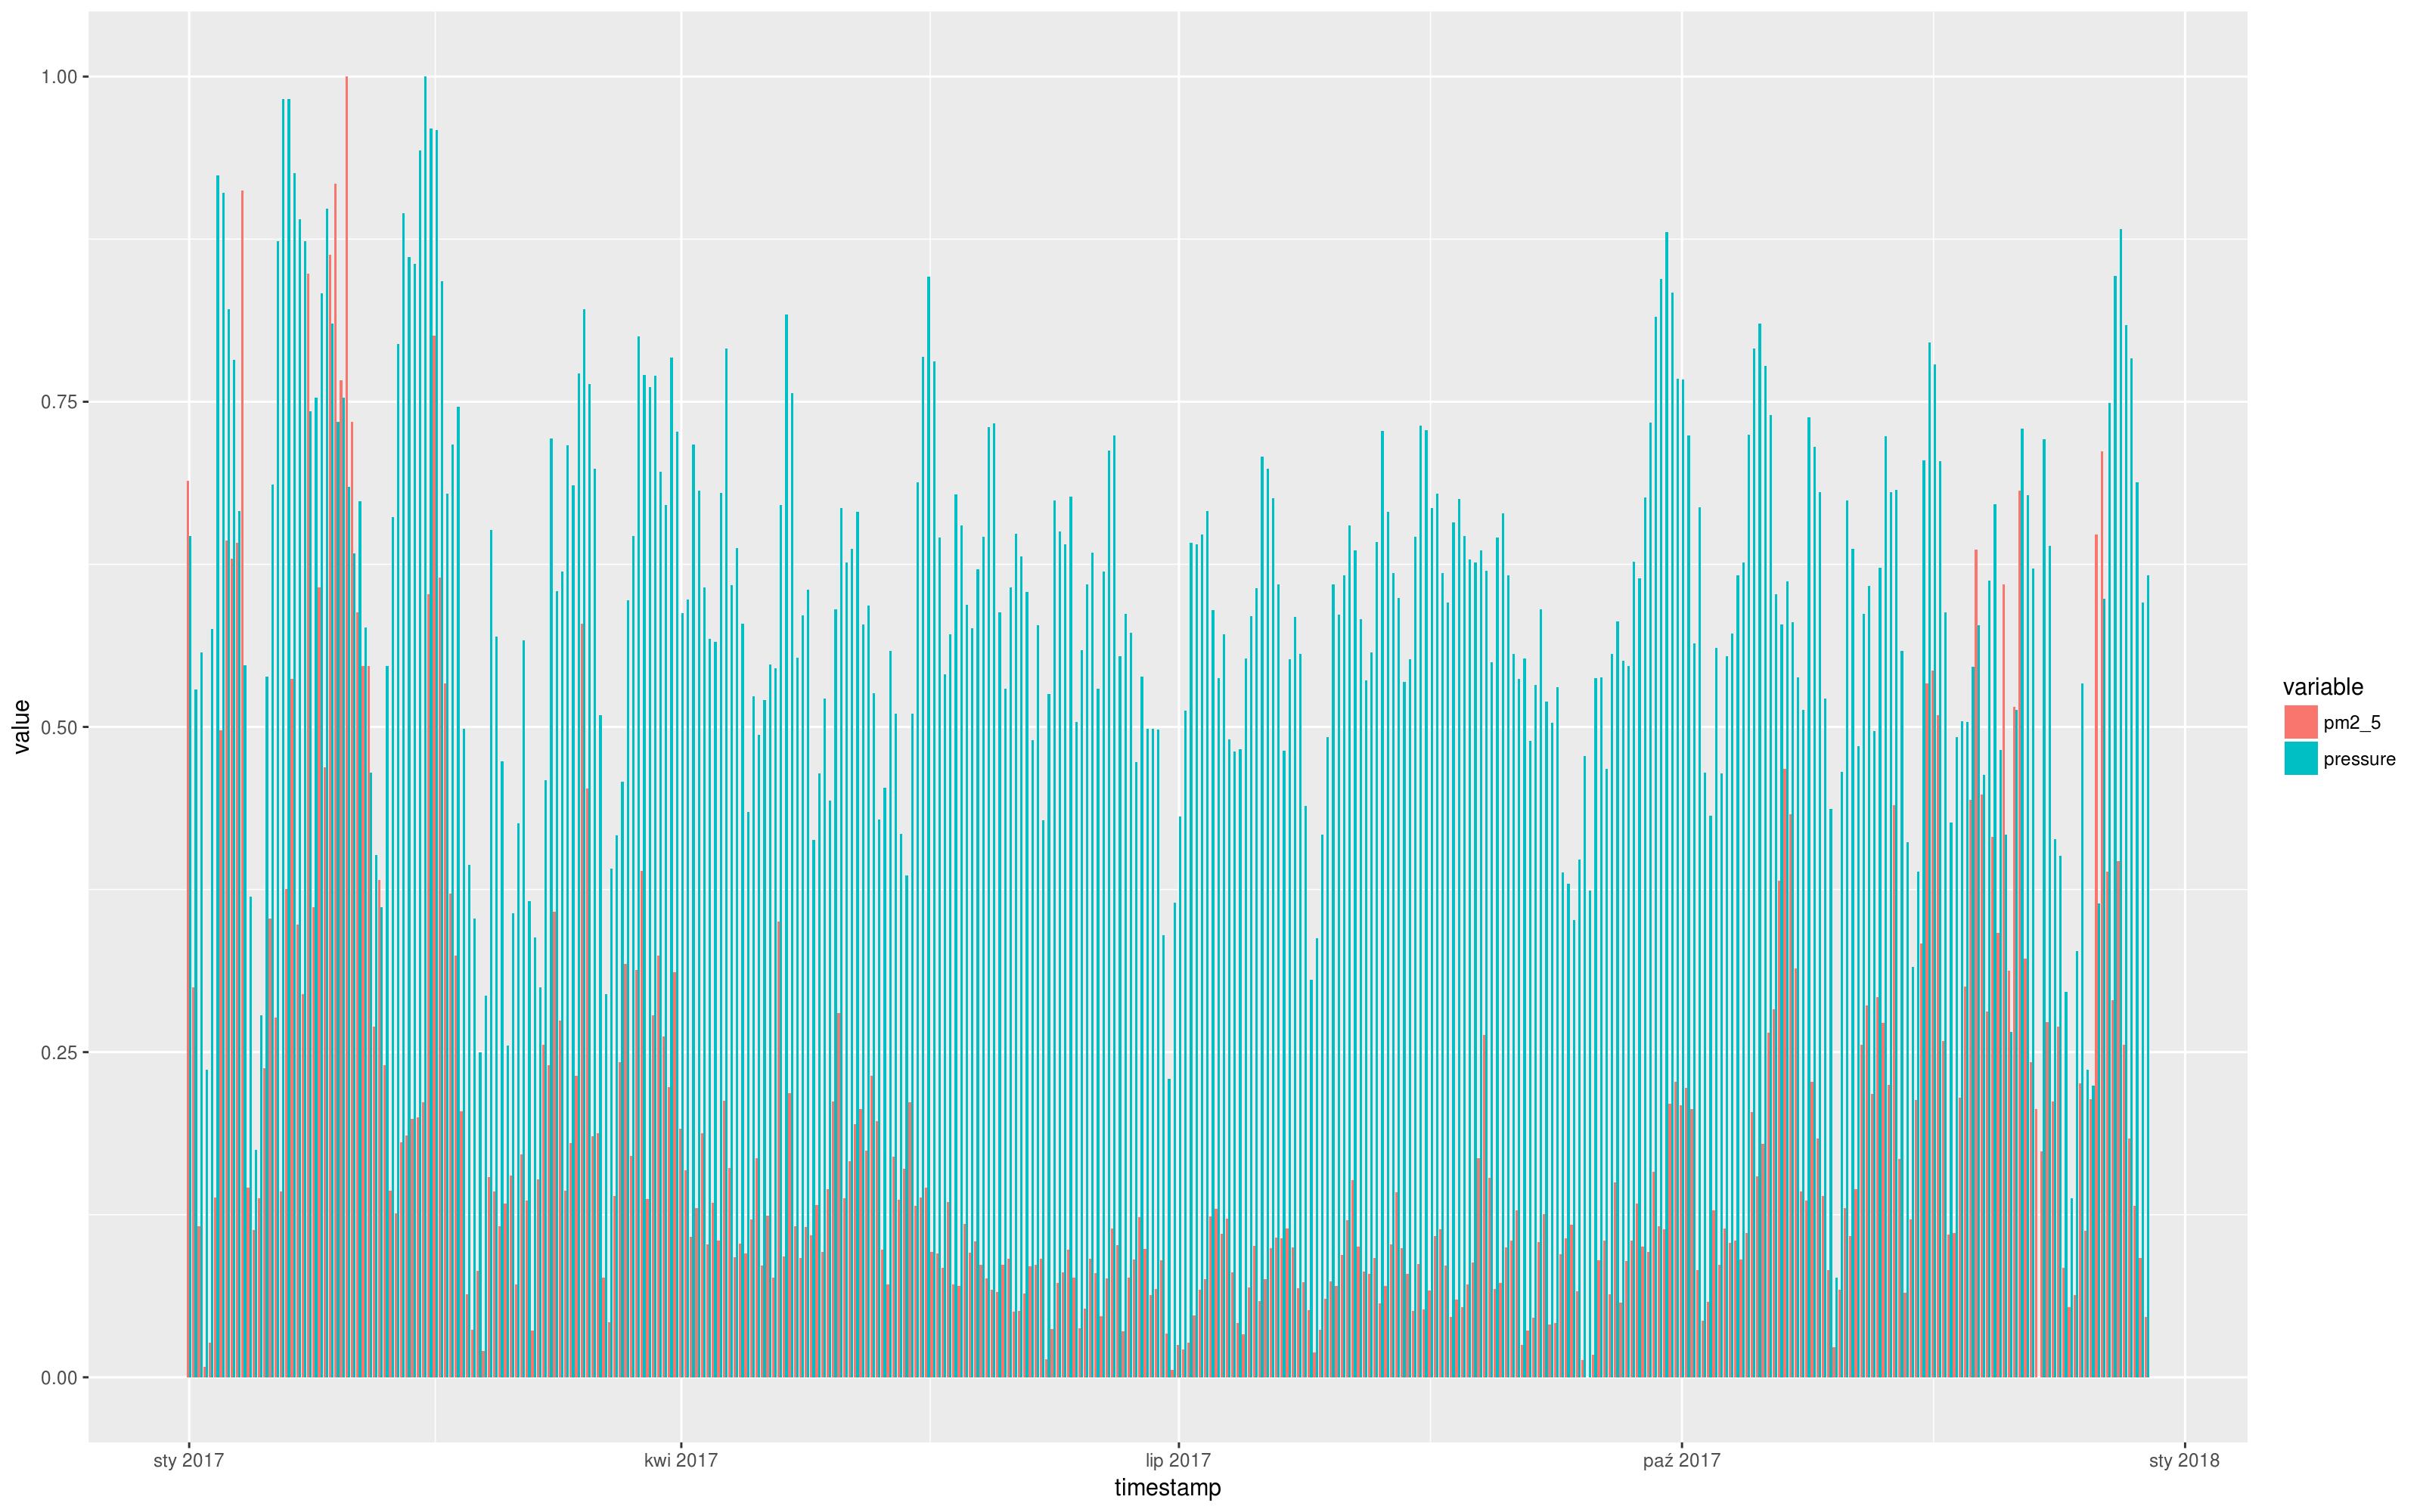 1.00
0.75
0.50
0.25
0.00
value
sty 2017
kwi 2017
lip 2017
paź 2017
sty 2018
timestamp
variable
pm2_5
pressure